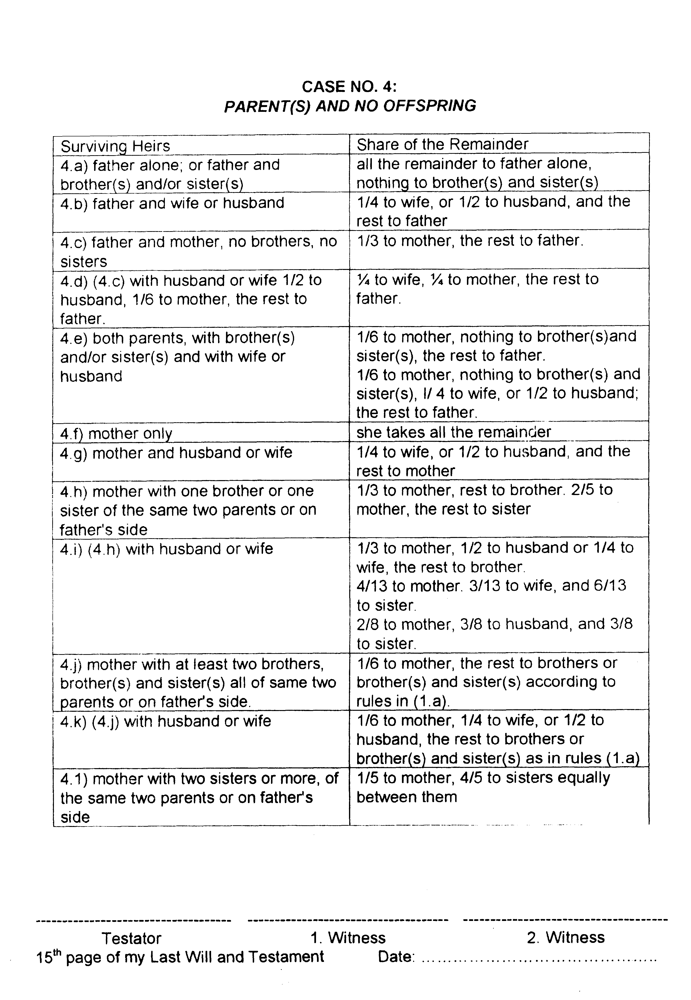 CASE NO. 4:
PARENT(S) AND NO OFFSPRING
Surviving Heirs
Share of the Remainder
4.a) father alone; or father and
brother(s) and/or sister(s)
all the remainder to father alone,
nothing to brother(s) and sister(s)
4.b) father and wife or husband
1/4 to wife, or 1/2 to husband, and the
rest to father
4.c) father and mother, no brothers, no
sisters
1/3 to mother, the rest to father.
4.d) (4.c) with husband or wife 1/2 to
husband, 1/6 to mother, the rest to
father.
¼ to wife, ¼ to mother, the rest to
father.
4.e) both parents, with brother(s)
and/or sister(s) and with wife or
husband
1/6 to mother, nothing to brother(s)and
sister(s), the rest to father.
1/6 to mother, nothing to brother(s) and
sister(s), I/ 4 to wife, or 1/2 to husband;
the rest to father.
4.f) mother only
she takes all the remainder
4.g) mother and husband or wife
1/4 to wife, or 1/2 to husband, and the
rest to mother
4.h) mother with one brother or one
sister of the same two parents or on
father's side
1/3 to mother, rest to brother. 2/5 to
mother, the rest to sister
4.i) (4.h) with husband or wife
1/3 to mother, 1/2 to husband or 1/4 to
wife, the rest to brother.
4/13 to mother. 3/13 to wife, and 6/13
to sister.
2/8 to mother, 3/8 to husband, and 3/8
to sister.
4.j) mother with at least two brothers,
brother(s) and sister(s) all of same two
parents or on father's side.
1/6 to mother, the rest to brothers or
brother(s) and sister(s) according to
rules in (1.a).
4.k) (4.j) with husband or wife
1/6 to mother, 1/4 to wife, or 1/2 to
husband, the rest to brothers or
brother(s) and sister(s) as in rules (1.a)
4.1) mother with two sisters or more, of
the same two parents or on father's
side
1/5 to mother, 4/5 to sisters equally
between them
Testator
1. Witness
2. Witness
15th page of my Last Will and Testament
Date: ............................................